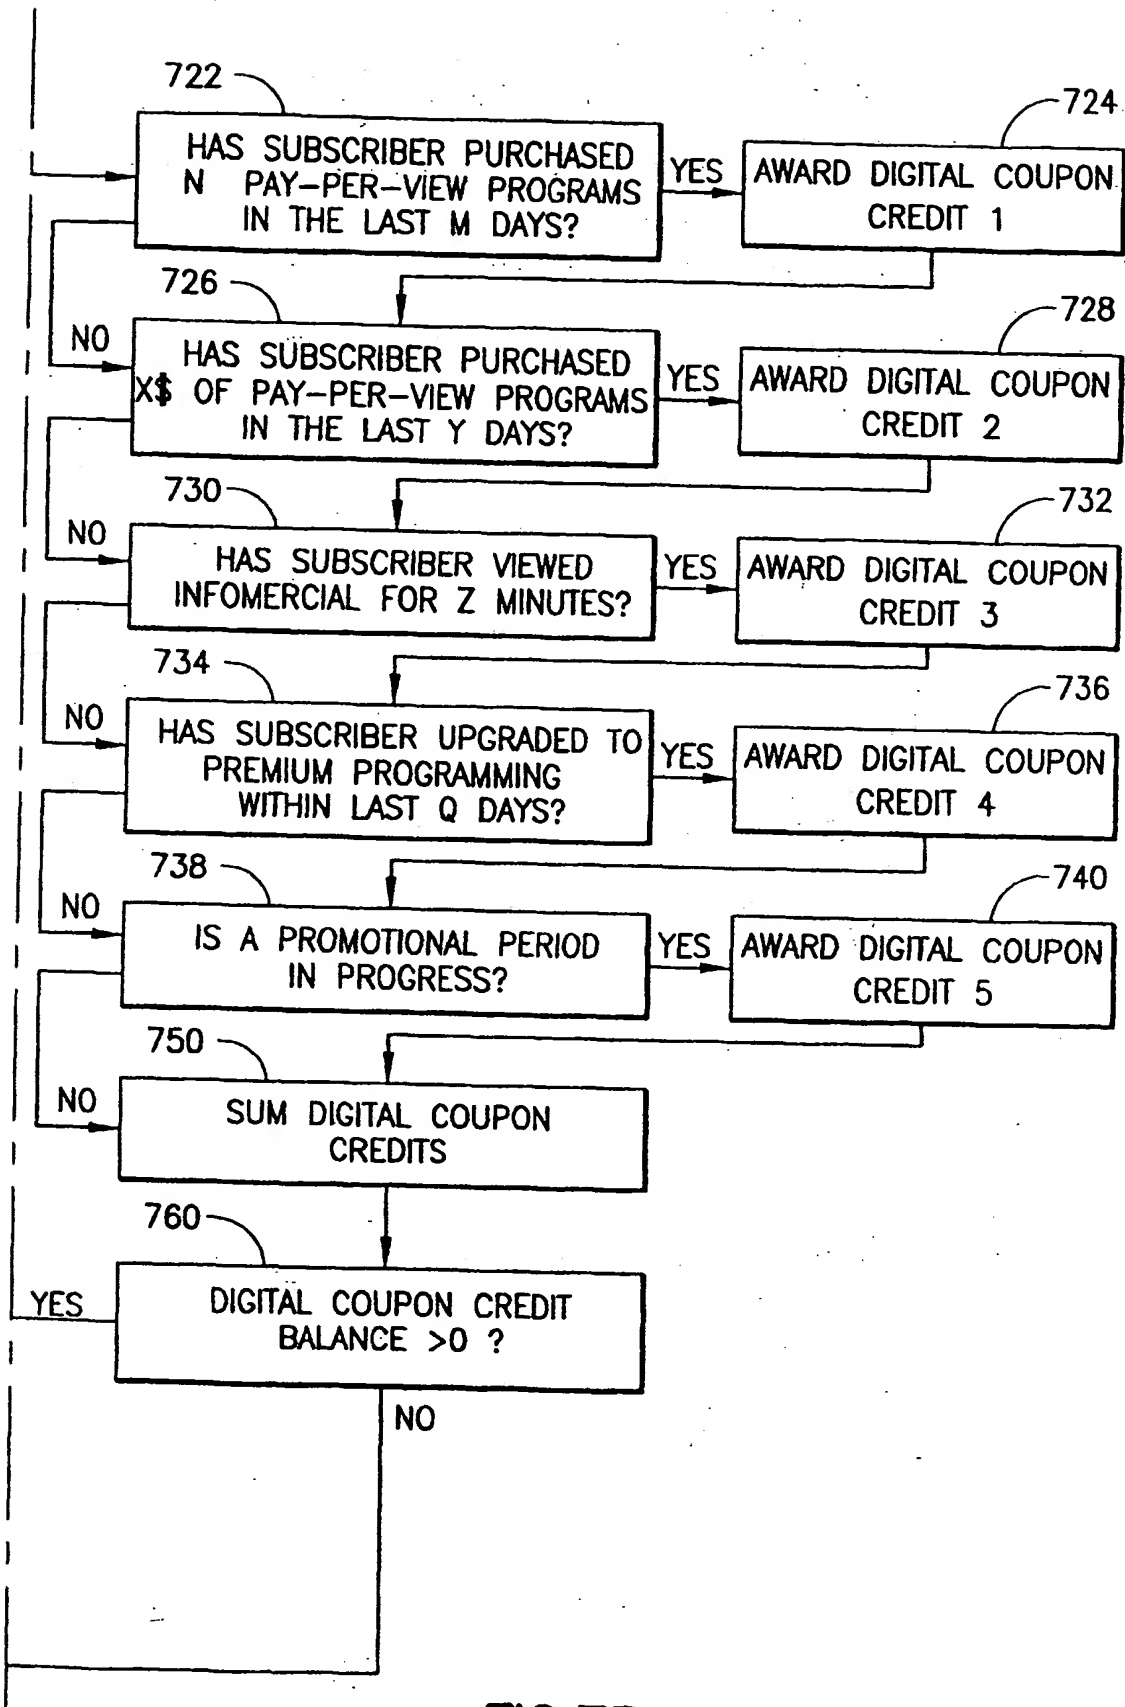 722
724
HAS SUBSCRIBER PURCHASED
N PAY-PER-VIEW PROGRAMS
IN THE LAST M DAYS?
YES
AWARD DIGITAL COUPON
CREDIT 1
726
728
NO
HAS SUBSCRIBER PURCHASED
X$ OF PAY-PER-VIEW PROGRAMS
IN THE LAST Y DAYS?
YES
AWARD DIGITAL COUPON
CREDIT 2
730
732
NO
HAS SUBSCRIBER VIEWED
INFOMERCIAL FOR Z MINUTES?
YES
AWARD DIGITAL COUPON
CREDIT 3
734
736
NO
HAS SUBSCRIBER UPGRADED TO
PREMIUM PROGRAMMING
WITHIN LAST Q DAYS?
YES
AWARD DIGITAL COUPON
CREDIT 4
738
740
NO
IS A PROMOTIONAL PERIOD
IN PROGRESS?
YES
AWARD DIGITAL COUPON
CREDIT 5
750
NO
SUM DIGITAL COUPON
CREDITS
760
YES
DIGITAL COUPON CREDIT
BALANCE >0 ?
NO